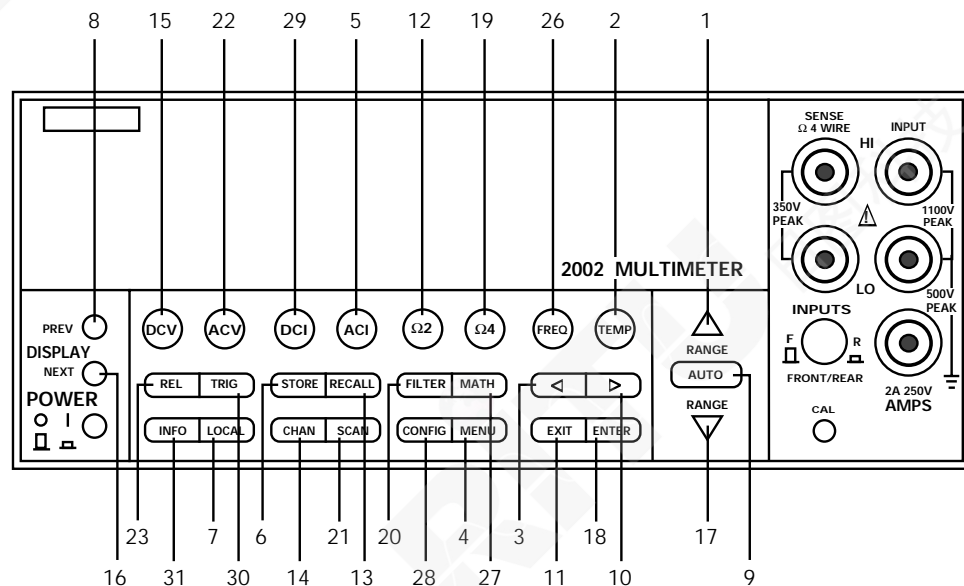 8 15 22 29 5 12 19 26 2 1
2002 MULTIMETER
SENSE
Ω 4 WIRE
INPUT
HI
350V
PEAK
1100V
PEAK
LO
500V
PEAK
INPUTS
F R
FRONT/REAR
CAL
2A 250V
AMPS
PREV
DISPLAY
NEXT
POWER
O I
DCV ACV DCI ACI Ω2 Ω4 FREQ TEMP
REL TRIG STORE RECALL FILTER MATH
INFO LOCAL CHAN SCAN CONFIG MENU EXIT ENTER
RANGE
AUTO
RANGE
23 7 6 21 20 4 3 18 17
16 31 30 14 13 28 27 11 10 9